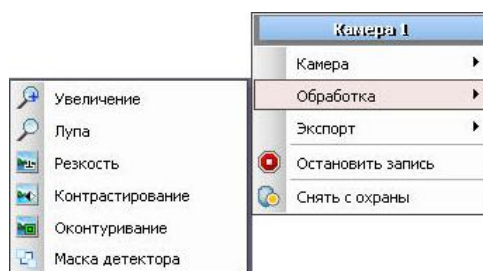 Камера 1
Камера
Обработка
Экспорт
Остановить запись
Снять с охраны
Увеличение
Лупа
Резкость
Контрастирование
Оконтуривание
Маска детектора